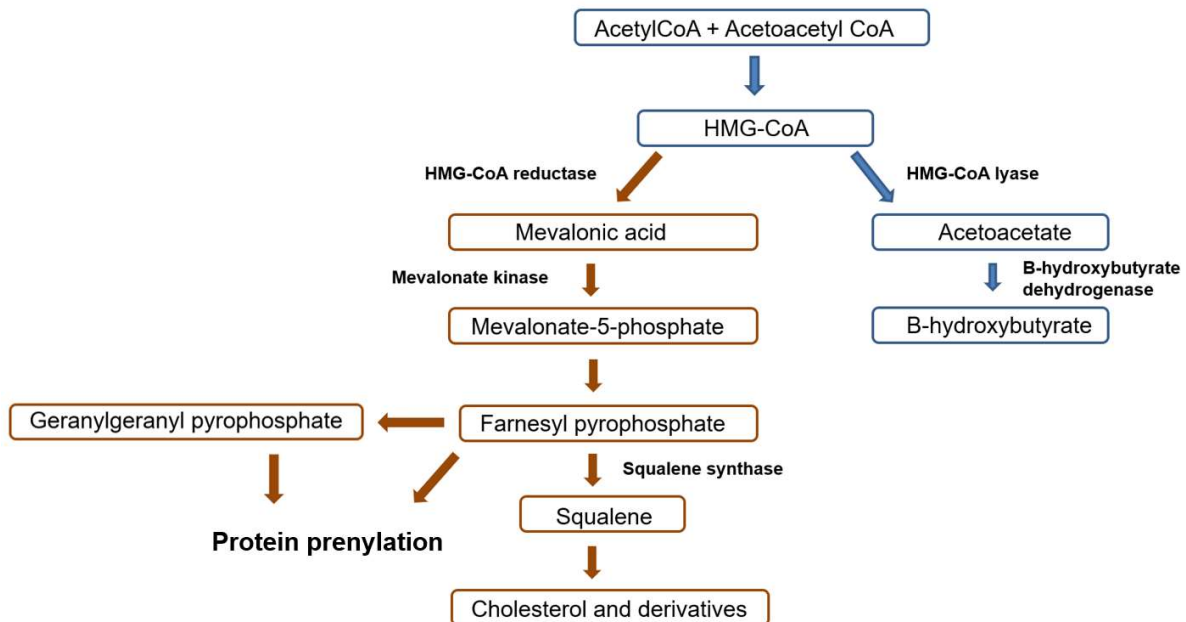 AcetylCoA + Acetoacetyl CoA
HMG-CoA
HMG-CoA reductase
HMG-CoA lyase
Mevalonic acid
Acetoacetate
Mevalonate kinase
B-hydroxybutyrate
dehydrogenase
Mevalonate-5-phosphate
B-hydroxybutyrate
Geranylgeranyl pyrophosphate
Farnesyl pyrophosphate
Squalene synthase
Squalene
Protein prenylation
Cholesterol and derivatives